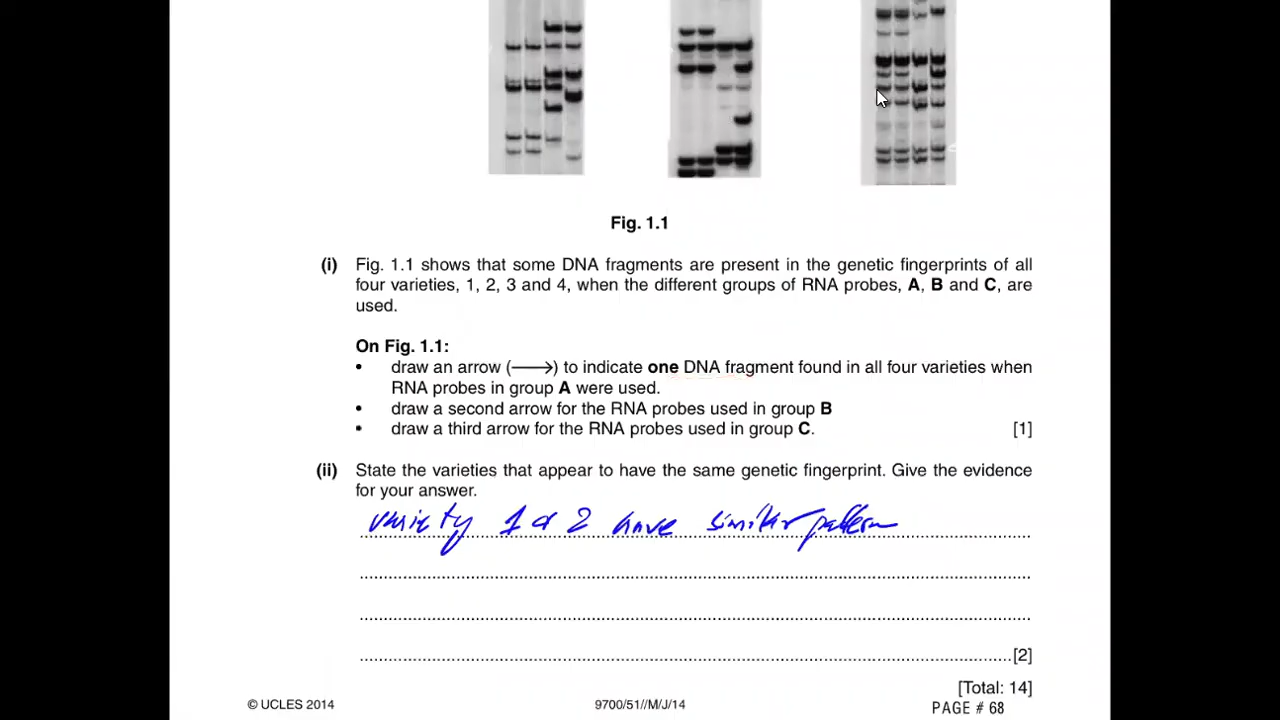 Fig. 1.1
(i) Fig. 1.1 shows that some DNA fragments are present in the genetic fingerprints of all
four varieties, 1, 2, 3 and 4, when the different groups of RNA probes, A, B and C, are
used.
On Fig. 1.1:
• draw an arrow (⟶) to indicate one DNA fragment found in all four varieties when
RNA probes in group A were used.
• draw a second arrow for the RNA probes used in group B
• draw a third arrow for the RNA probes used in group C. [1]
(ii) State the varieties that appear to have the same genetic fingerprint. Give the evidence
for your answer.
variety 1 & 2 have similar pattern
[2]
[Total: 14]
© UCLES 2014 9700/51//M/J/14 PAGE # 68